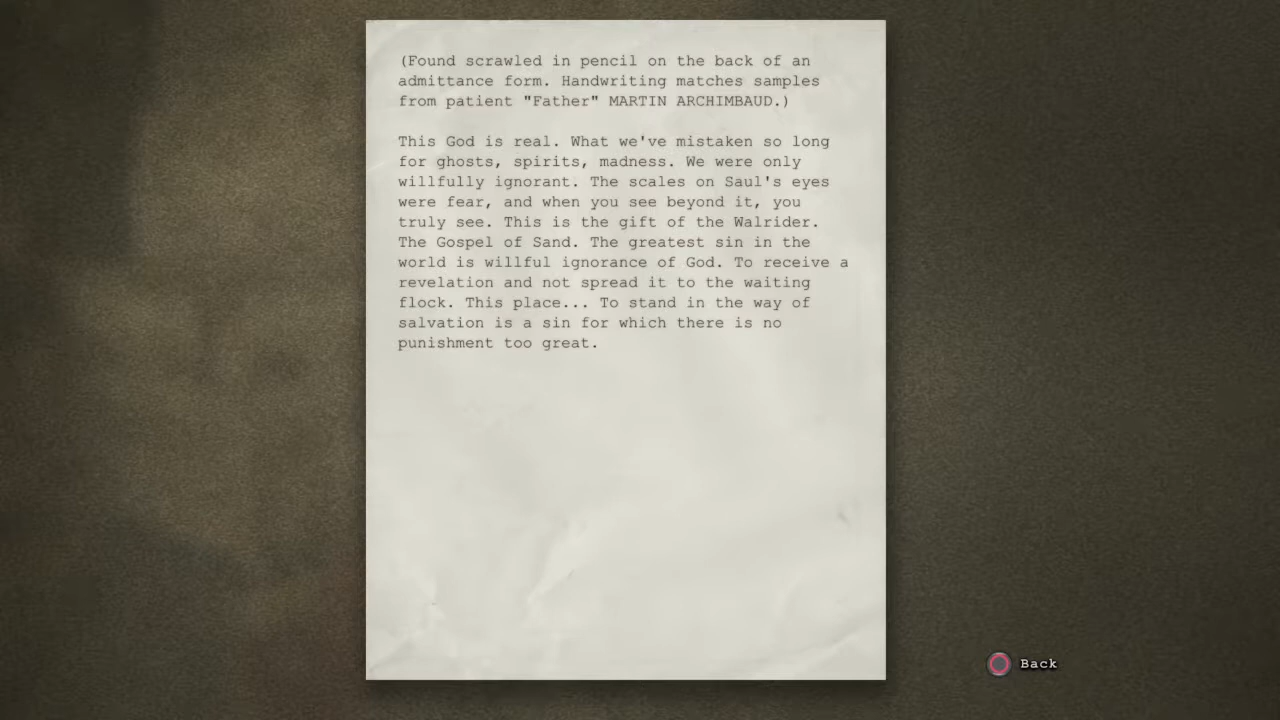 (Found scrawled in pencil on the back of an
admittance form. Handwriting matches samples
from patient "Father" MARTIN ARCHIMBAUD.)
This God is real. What we've mistaken so long
for ghosts, spirits, madness. We were only
willfully ignorant. The scales on Saul's eyes
were fear, and when you see beyond it, you
truly see. This is the gift of the Walrider.
The Gospel of Sand. The greatest sin in the
world is willful ignorance of God. To receive a
revelation and not spread it to the waiting
flock. This place... To stand in the way of
salvation is a sin for which there is no
punishment too great.
Back